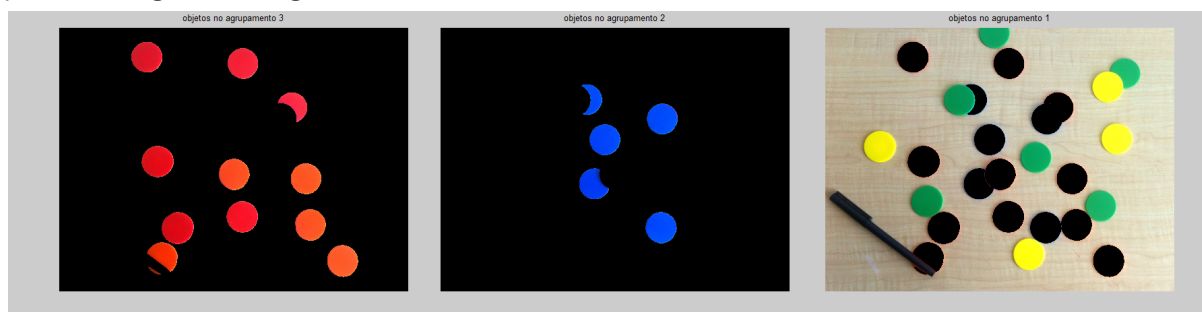 objetos no agrupamento 3
objetos no agrupamento 2
objetos no agrupamento 1